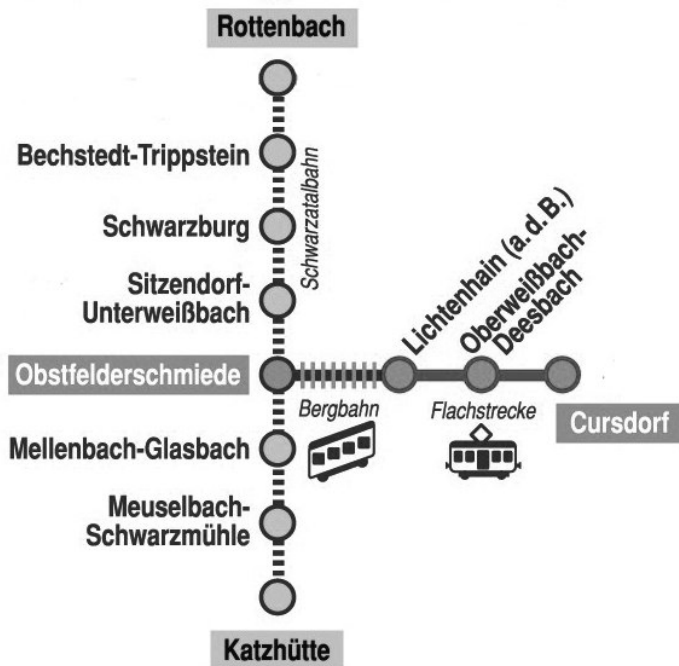 Rottenbach
Bechstedt-Trippstein
Schwarzatalbahn
Schwarzburg
Sitzendorf-
Unterweißbach
Lichtenhain (a. d. B.)
Oberweißbach-
Deesbach
Obstfelderschmiede
Bergbahn
Flachstrecke
Cursdorf
Mellenbach-Glasbach
Meuselbach-
Schwarzmühle
Katzhütte